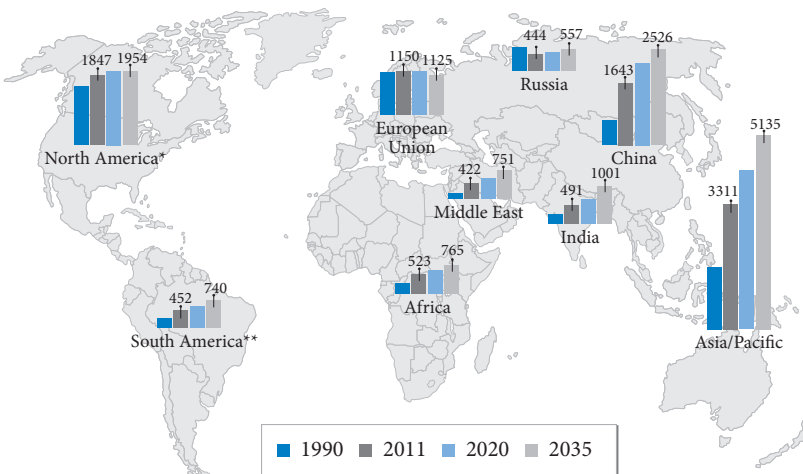 1847 1954
North America*
1150 1125
European
Union
444 557
Russia
1643 2526
China
422 751
Middle East
491 1001
India
3311 5135
Asia/Pacific
523 765
Africa
452 740
South America**
1990 2011 2020 2035